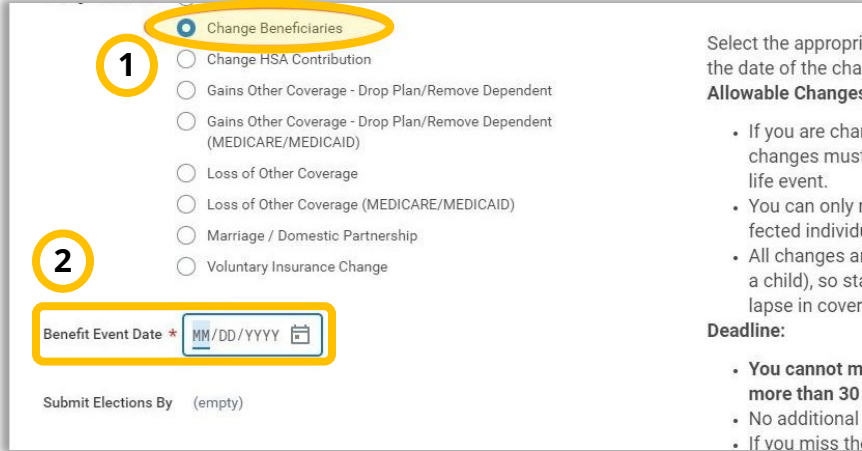 Change Beneficiaries
1
Change HSA Contribution
Gains Other Coverage - Drop Plan/Remove Dependent
Gains Other Coverage - Drop Plan/Remove Dependent
(MEDICARE/MEDICAID)
Loss of Other Coverage
Loss of Other Coverage (MEDICARE/MEDICAID)
Marriage / Domestic Partnership
2
Voluntary Insurance Change
Benefit Event Date * MM/DD/YYYY
Submit Elections By (empty)
Select the appropri
the date of the cha
Allowable Changes
• If you are char
changes must
life event.
• You can only
fected individu
• All changes
a child), so sta
lapse in cover
Deadline:
• You cannot m
more than 30
• No additional
• If you miss the